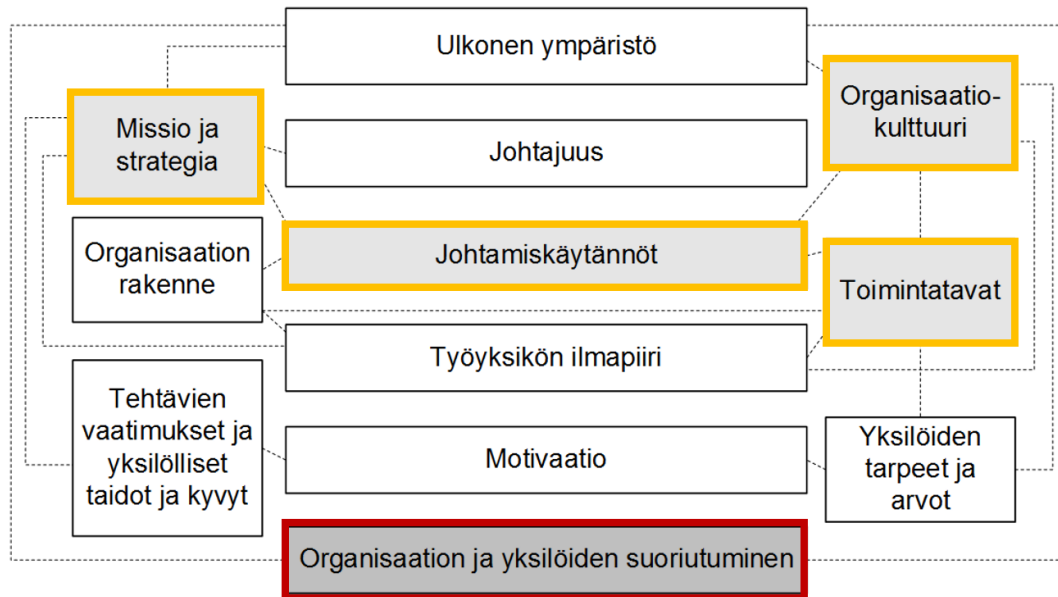 Ulkonen ympäristö
Organisaatio-
kulttuuri
Missio ja
strategia
Johtajuus
Organisaation
rakenne
Johtamiskäytännöt
Toimintatavat
Työyksikön ilmapiiri
Tehtävien
vaatimukset ja
yksilölliset
taidot ja kyvyt
Motivaatio
Yksilöiden
tarpeet ja
arvot
Organisaation ja yksilöiden suoriutuminen